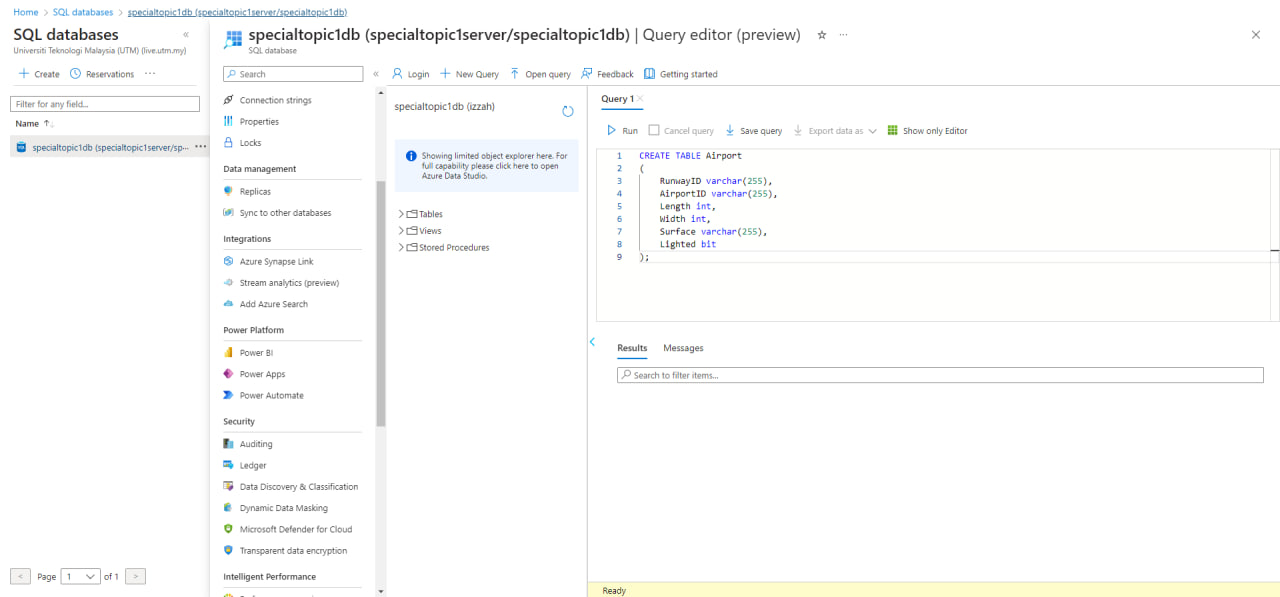 Home > SQL databases > specialtopic1db (specialtopic1server/specialtopic1db)
SQL databases
Universiti Teknologi Malaysia (UTM) (live.utm.my)
Create Reservations ...
Filter for any field...
Name
specialtopic1db (specialtopic1server/sp... ...
< Page 1 of 1 >
specialtopic1db (specialtopic1server/specialtopic1db) | Query editor (preview) ...
SQL database
Search
Connection strings
Properties
Locks
Data management
Replicas
Sync to other databases
Integrations
Azure Synapse Link
Stream analytics (preview)
Add Azure Search
Power Platform
Power BI
Power Apps
Power Automate
Security
Auditing
Ledger
Data Discovery & Classification
Dynamic Data Masking
Microsoft Defender for Cloud
Transparent data encryption
Intelligent Performance
Login New Query Open query Feedback Getting started
specialtopic1db (izzah)
Showing limited object explorer here. For
full capability please click here to open
Azure Data Studio.
Tables
Views
Stored Procedures
Query 1
Run Cancel query Save query Export data as Show only Editor
1 CREATE TABLE Airport
2 (
3 RunwayID varchar(255),
4 AirportID varchar(255),
5 Length int,
6 Width int,
7 Surface varchar(255),
8 Lighted bit
9 );
Results Messages
Search to filter items...
Ready